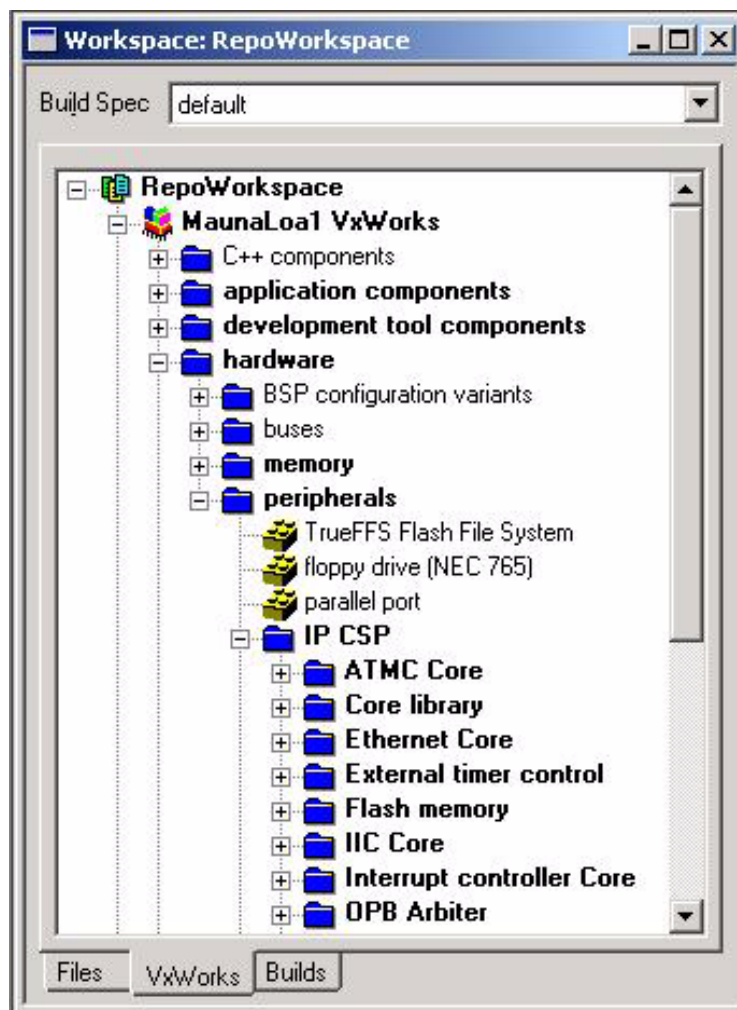 Workspace: RepoWorkspace
Build Spec default
RepoWorkspace
MaunaLoa1 VxWorks
C++ components
application components
development tool components
hardware
BSP configuration variants
buses
memory
peripherals
TrueFFS Flash File System
floppy drive (NEC 765)
parallel port
IP CSP
ATMC Core
Core library
Ethernet Core
External timer control
Flash memory
IIC Core
Interrupt controller Core
OPB Arbiter
Files VxWorks Builds